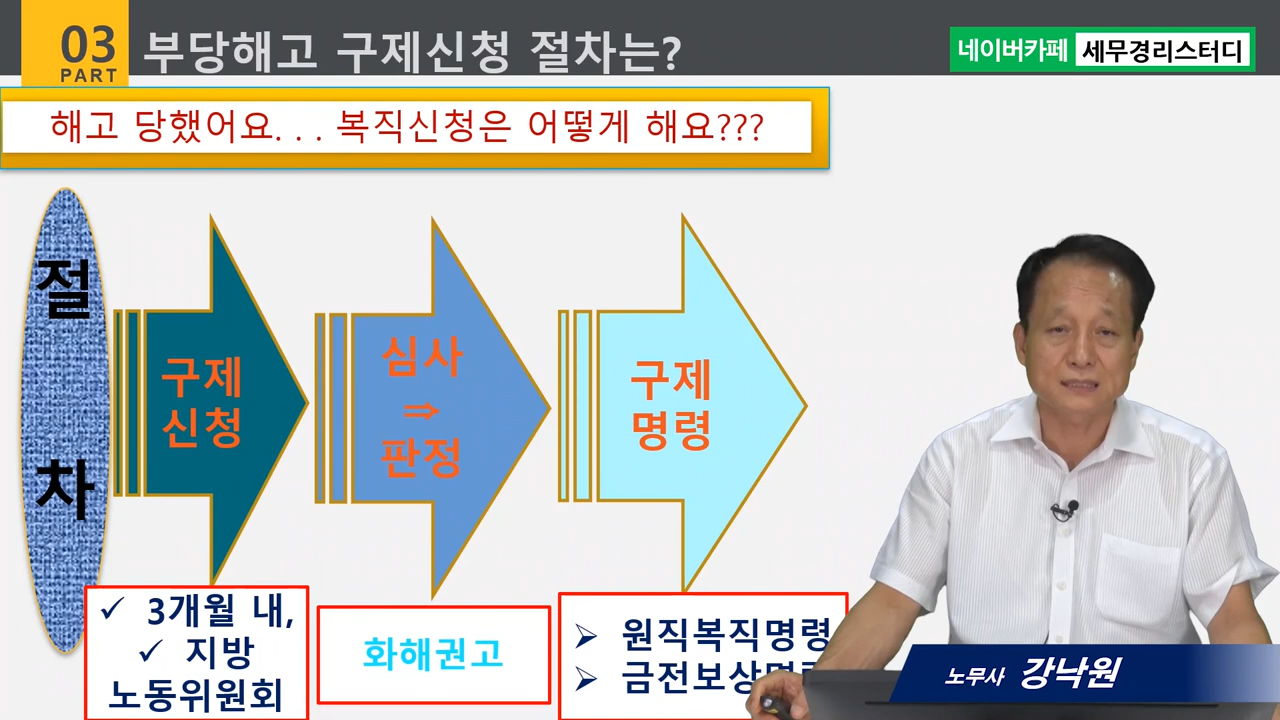 03
PART
부당해고 구제신청 절차는?
네이버카페 세무경리스터디
해고 당했어요. . . 복직신청은 어떻게 해요???
절
차
구제
신청
심사
⇒
판정
구제
명령
✓ 3개월 내,
✓ 지방
노동위원회
화해권고
➢ 원직복직명령
➢ 금전보상명령
노무사 강낙원